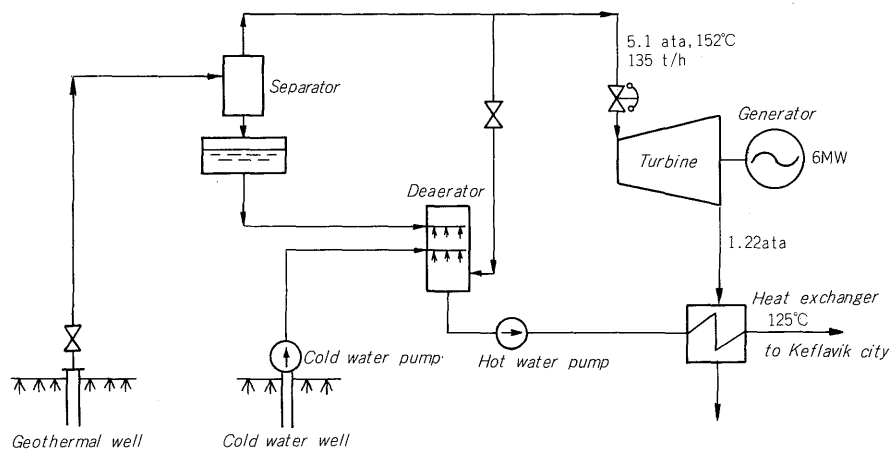 5.1 ata, 152°C
135 t/h
Separator
Generator
6MW
Turbine
Deaerator
1.22ata
Heat exchanger
125°C
to Keflavik city
Cold water pump
Hot water pump
Geothermal well
Cold water well